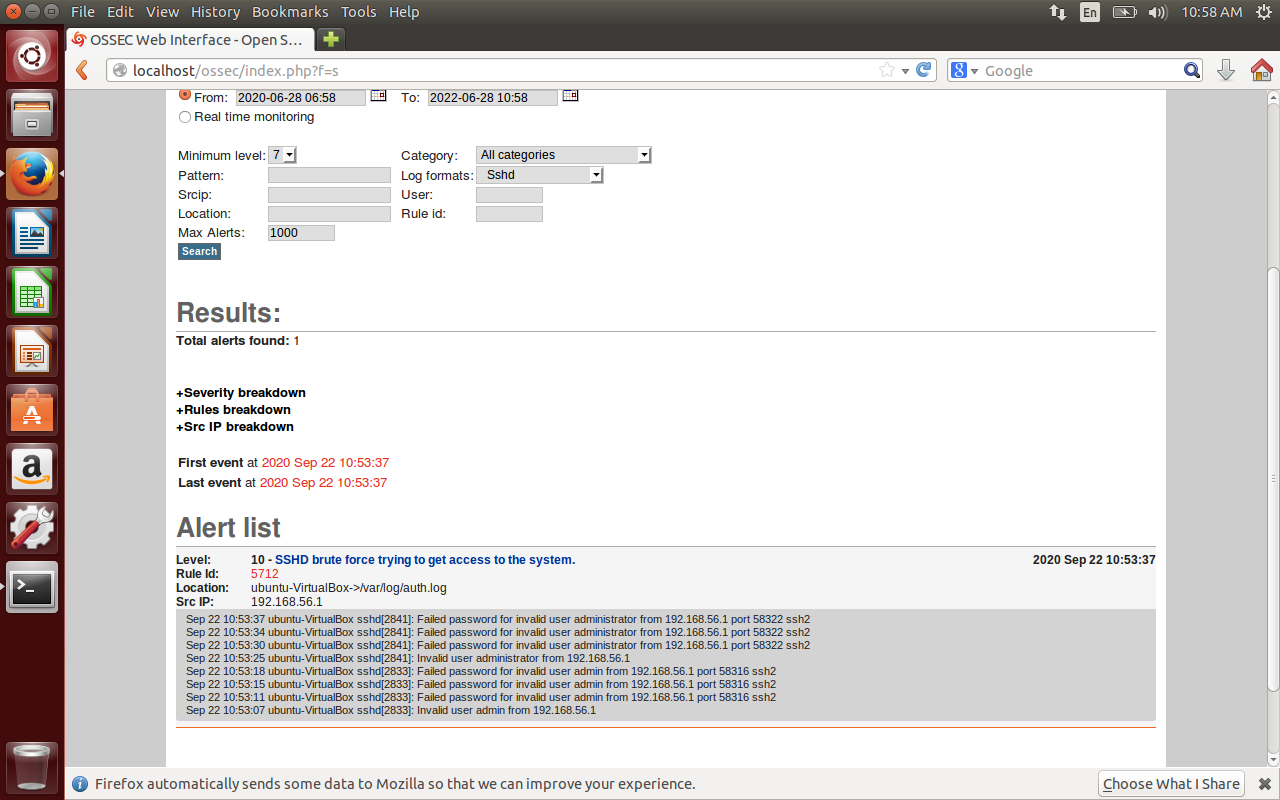 File Edit View History Bookmarks Tools Help En 10:58 AM
OSSEC Web Interface - Open S...
localhost/ossec/index.php?f=s Google
From: 2020-06-28 06:58 To: 2022-06-28 10:58
Real time monitoring
Minimum level: 7 Category: All categories
Pattern: Log formats: Sshd
Srcip: User:
Location: Rule id:
Max Alerts: 1000
Search
Results:
Total alerts found: 1
+Severity breakdown
+Rules breakdown
+Src IP breakdown
First event at 2020 Sep 22 10:53:37
Last event at 2020 Sep 22 10:53:37
Alert list
Level: 10 - SSHD brute force trying to get access to the system. 2020 Sep 22 10:53:37
Rule Id: 5712
Location: ubuntu-VirtualBox->/var/log/auth.log
Src IP: 192.168.56.1
Sep 22 10:53:37 ubuntu-VirtualBox sshd[2841]: Failed password for invalid user administrator from 192.168.56.1 port 58322 ssh2
Sep 22 10:53:34 ubuntu-VirtualBox sshd[2841]: Failed password for invalid user administrator from 192.168.56.1 port 58322 ssh2
Sep 22 10:53:30 ubuntu-VirtualBox sshd[2841]: Failed password for invalid user administrator from 192.168.56.1 port 58322 ssh2
Sep 22 10:53:25 ubuntu-VirtualBox sshd[2841]: Invalid user administrator from 192.168.56.1
Sep 22 10:53:18 ubuntu-VirtualBox sshd[2833]: Failed password for invalid user admin from 192.168.56.1 port 58316 ssh2
Sep 22 10:53:15 ubuntu-VirtualBox sshd[2833]: Failed password for invalid user admin from 192.168.56.1 port 58316 ssh2
Sep 22 10:53:11 ubuntu-VirtualBox sshd[2833]: Failed password for invalid user admin from 192.168.56.1 port 58316 ssh2
Sep 22 10:53:07 ubuntu-VirtualBox sshd[2833]: Invalid user admin from 192.168.56.1
Firefox automatically sends some data to Mozilla so that we can improve your experience. Choose What I Share